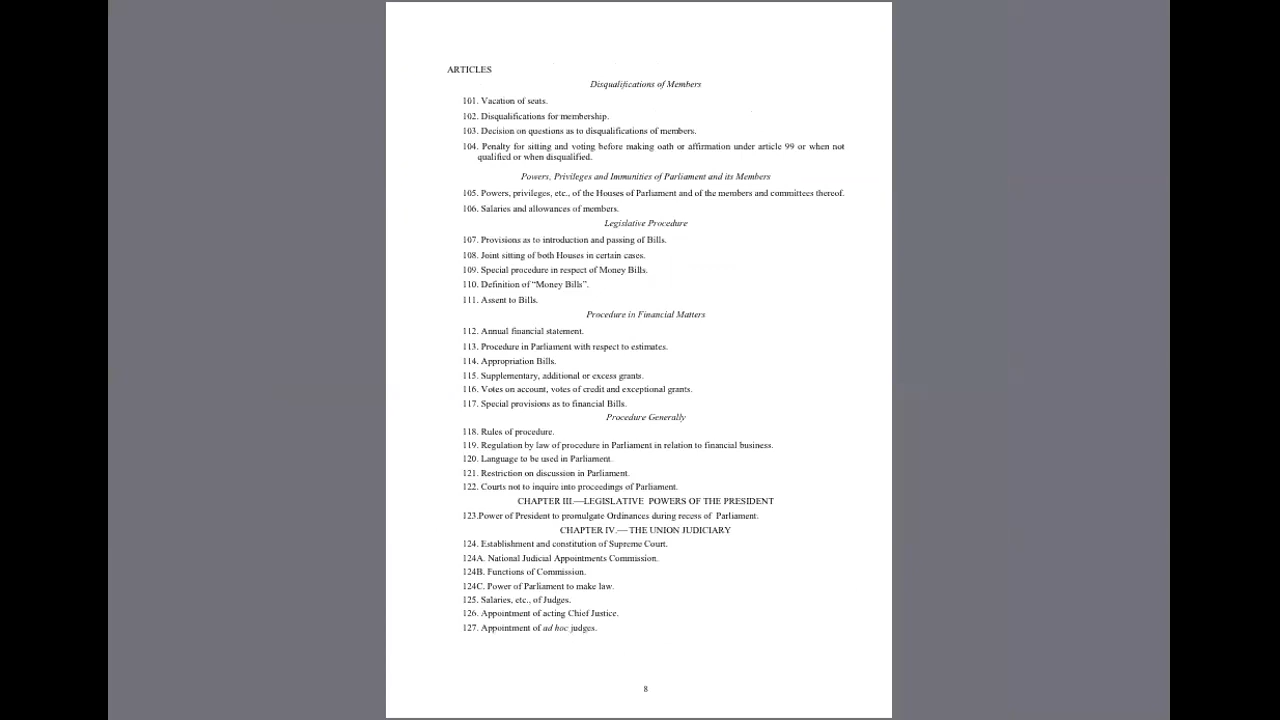 ARTICLES
Disqualifications of Members
101. Vacation of seats.
102. Disqualifications for membership.
103. Decision on questions as to disqualifications of members.
104. Penalty for sitting and voting before making oath or affirmation under article 99 or when not
qualified or when disqualified.
Powers, Privileges and Immunities of Parliament and its Members
105. Powers, privileges, etc., of the Houses of Parliament and of the members and committees thereof.
106. Salaries and allowances of members.
Legislative Procedure
107. Provisions as to introduction and passing of Bills.
108. Joint sitting of both Houses in certain cases.
109. Special procedure in respect of Money Bills.
110. Definition of “Money Bills”.
111. Assent to Bills.
Procedure in Financial Matters
112. Annual financial statement.
113. Procedure in Parliament with respect to estimates.
114. Appropriation Bills.
115. Supplementary, additional or excess grants.
116. Votes on account, votes of credit and exceptional grants.
117. Special provisions as to financial Bills.
Procedure Generally
118. Rules of procedure.
119. Regulation by law of procedure in Parliament in relation to financial business.
120. Language to be used in Parliament.
121. Restriction on discussion in Parliament.
122. Courts not to inquire into proceedings of Parliament.
CHAPTER III.—LEGISLATIVE POWERS OF THE PRESIDENT
123.Power of President to promulgate Ordinances during recess of Parliament.
CHAPTER IV.— THE UNION JUDICIARY
124. Establishment and constitution of Supreme Court.
124A. National Judicial Appointments Commission.
124B. Functions of Commission.
124C. Power of Parliament to make law.
125. Salaries, etc., of Judges.
126. Appointment of acting Chief Justice.
127. Appointment of ad hoc judges.
8